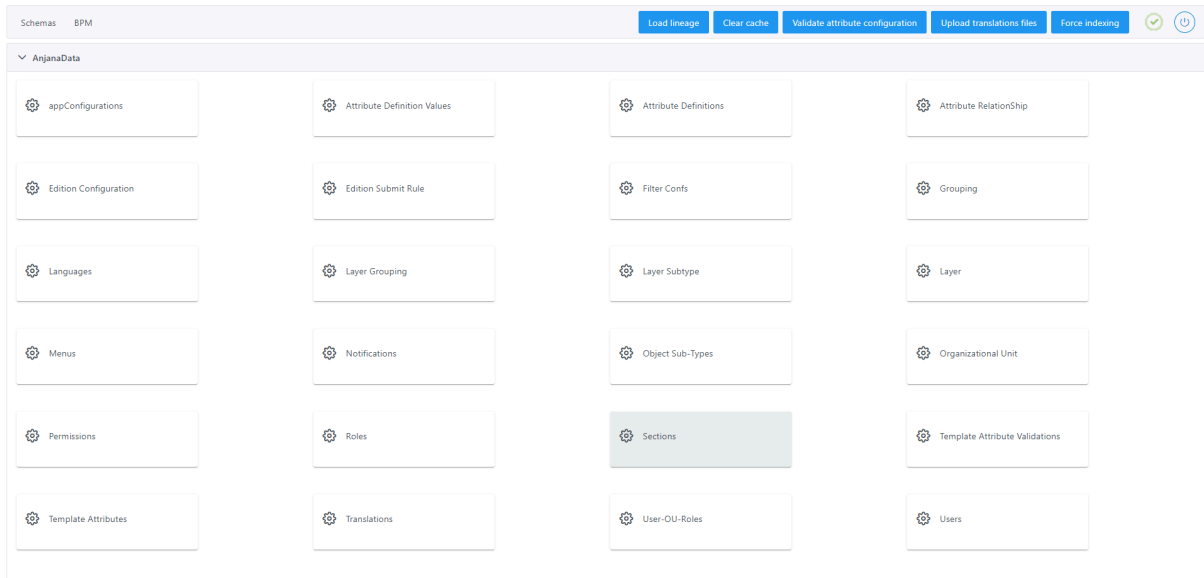 Schemas BPM Load lineage Clear cache Validate attribute configuration Upload translations files Force indexing
AnjanaData
appConfigurations Attribute Definition Values Attribute Definitions Attribute RelationShip
Edition Configuration Edition Submit Rule Filter Confs Grouping
Languages Layer Grouping Layer Subtype Layer
Menus Notifications Object Sub-Types Organizational Unit
Permissions Roles Sections Template Attribute Validations
Template Attributes Translations User-OU-Roles Users